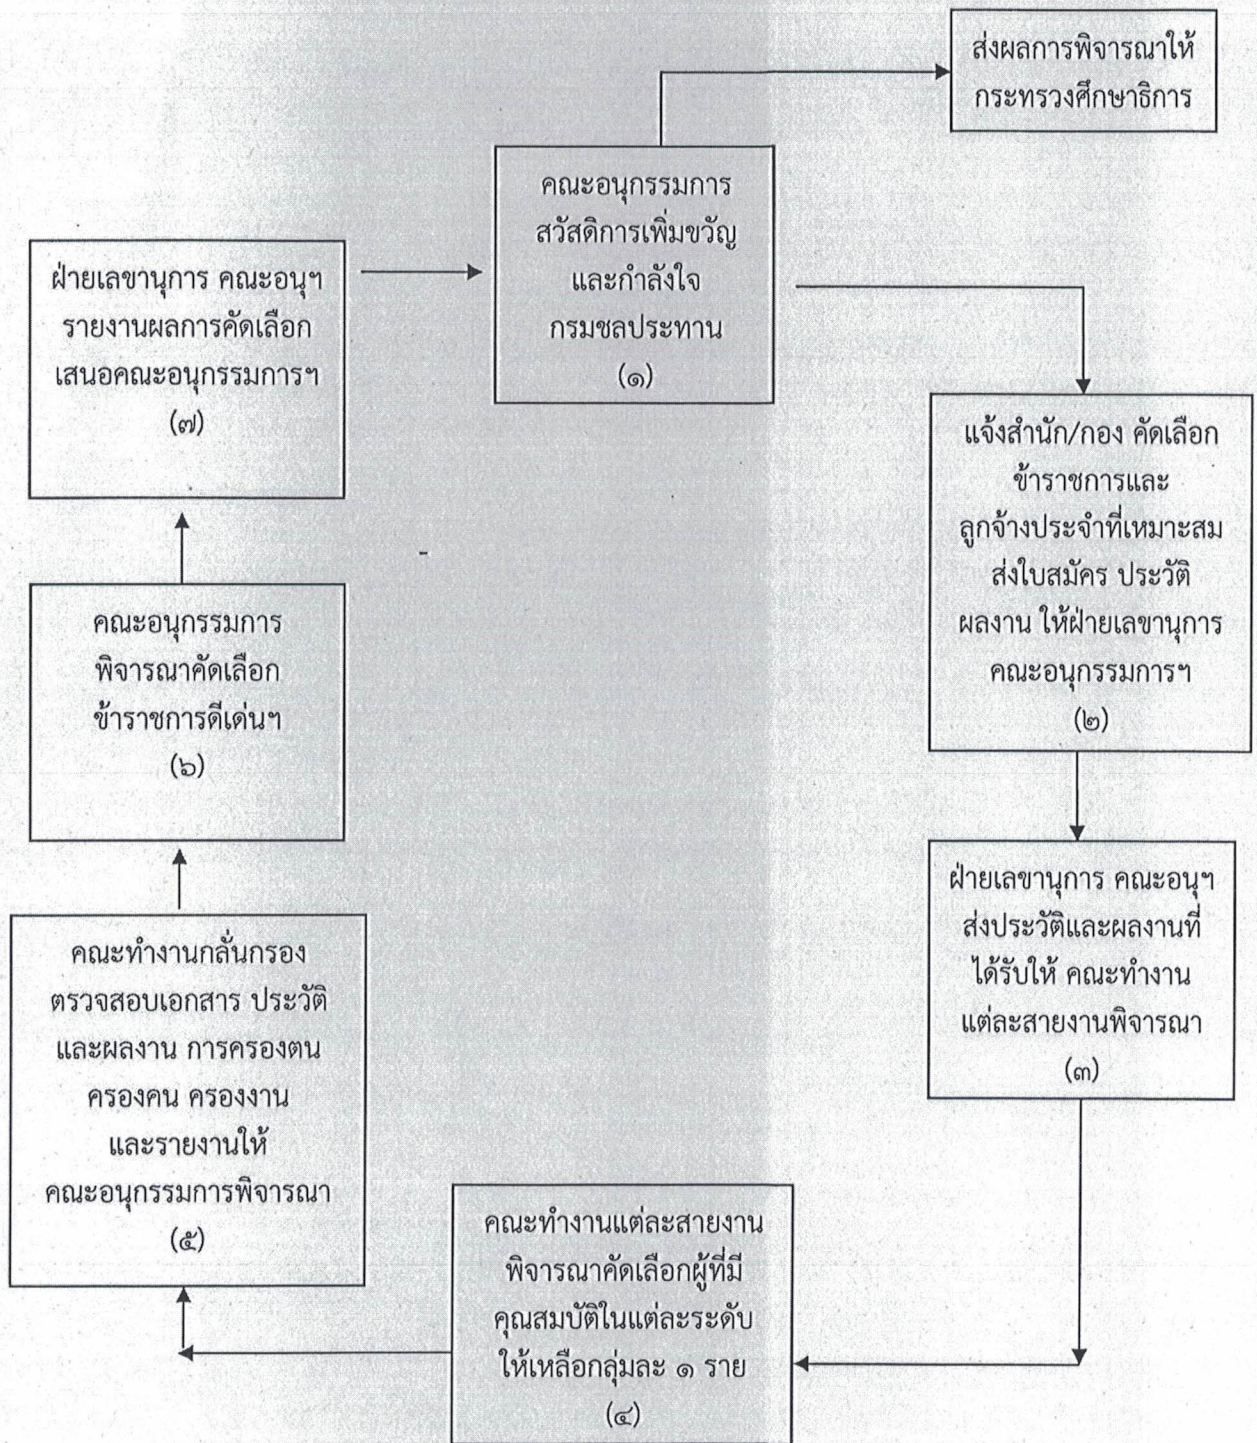 ส่งผลการพิจารณาให้
กระทรวงศึกษาธิการ
คณะอนุกรรมการ
สวัสดิการเพิ่มขวัญ
และกำลังใจ
กรมชลประทาน
(๑)
แจ้งสำนัก/กอง คัดเลือก
ข้าราชการและ
ลูกจ้างประจำที่เหมาะสม
ส่งใบสมัคร ประวัติ
ผลงาน ให้ฝ่ายเลขานุการ
คณะอนุกรรมการฯ
(๒)
ฝ่ายเลขานุการ คณะอนุฯ
ส่งประวัติและผลงานที่
ได้รับให้ คณะทำงาน
แต่ละสายงานพิจารณา
(๓)
คณะทำงานแต่ละสายงาน
พิจารณาคัดเลือกผู้ที่มี
คุณสมบัติในแต่ละระดับ
ให้เหลือกลุ่มละ ๑ ราย
(๔)
คณะทำงานกลั่นกรอง
ตรวจสอบเอกสาร ประวัติ
และผลงาน การครองตน
ครองคน ครองงาน
และรายงานให้
คณะอนุกรรมการพิจารณา
(๕)
คณะอนุกรรมการ
พิจารณาคัดเลือก
ข้าราชการดีเด่นฯ
(๖)
ฝ่ายเลขานุการ คณะอนุฯ
รายงานผลการคัดเลือก
เสนอคณะอนุกรรมการฯ
(๗)